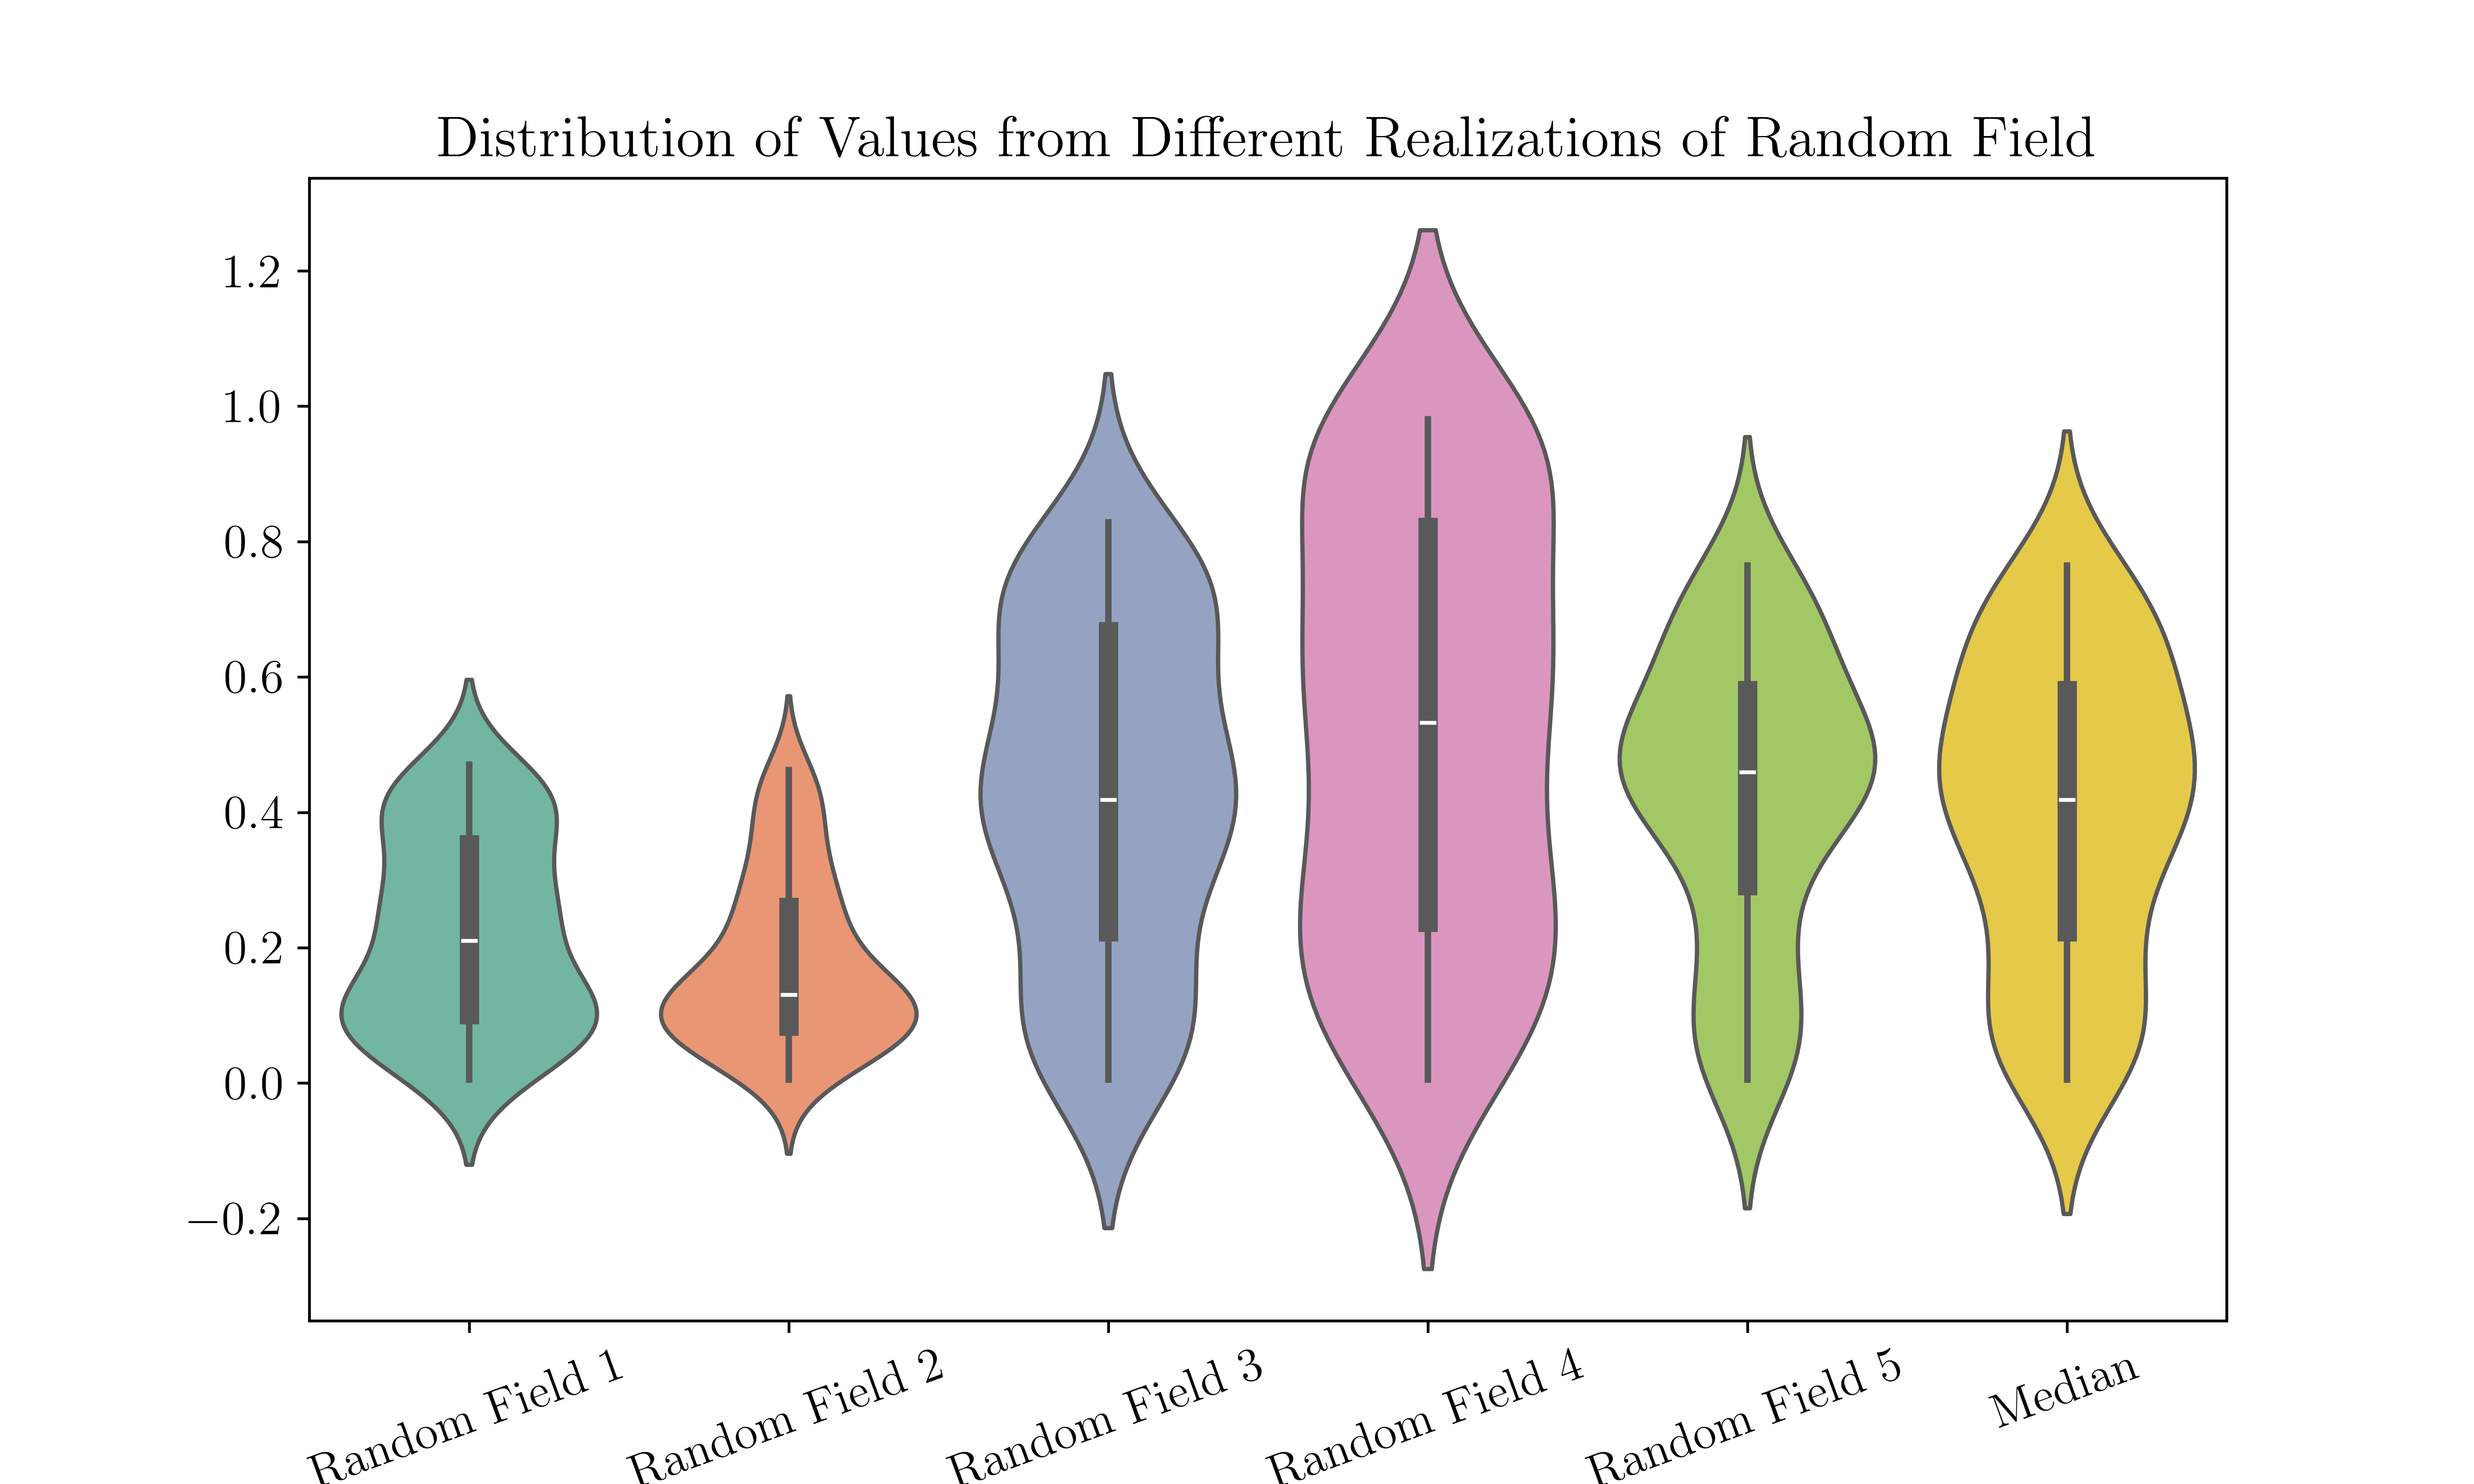 Distribution of Values from Different Realizations of Random Field
1.2
1.0
0.8
0.6
0.4
0.2
0.0
−0.2
Random Field 1
Random Field 2
Random Field 3
Random Field 4
Random Field 5
Median